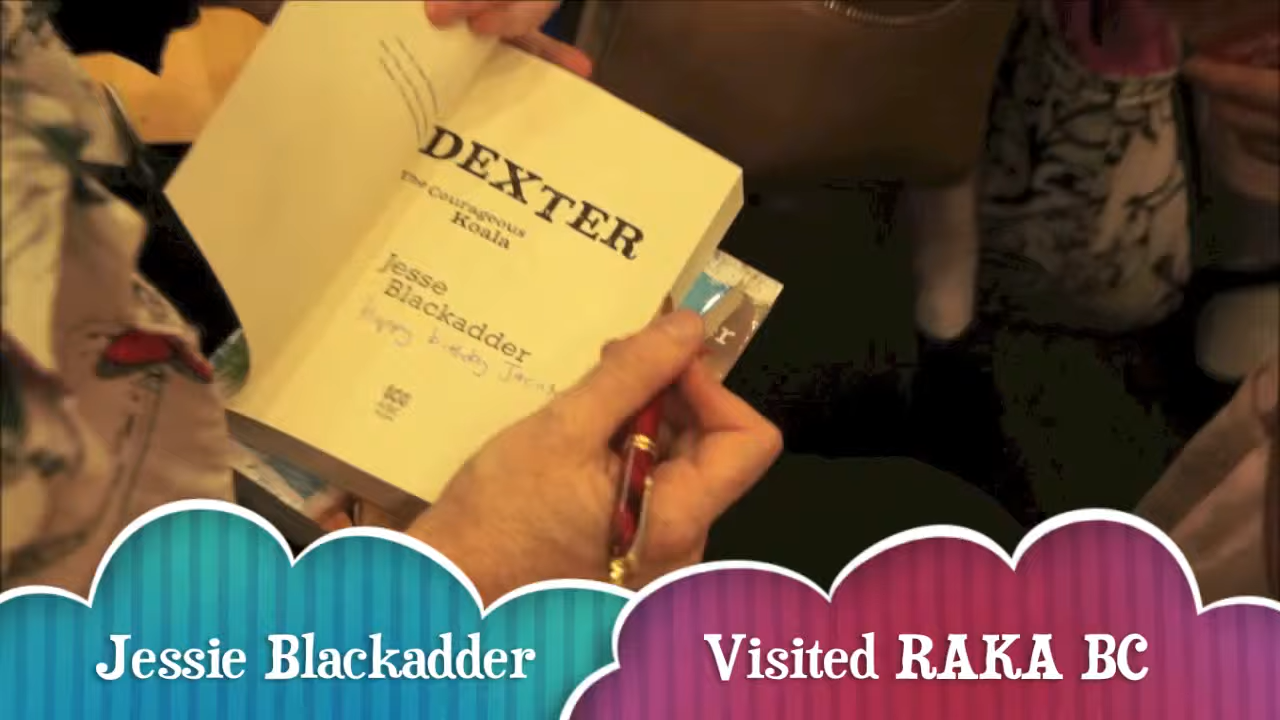 DEXTER
The Courageous
Koala
Jesse
Blackadder
Happy birthday
r
Jessie Blackadder
Visited RAKA BC